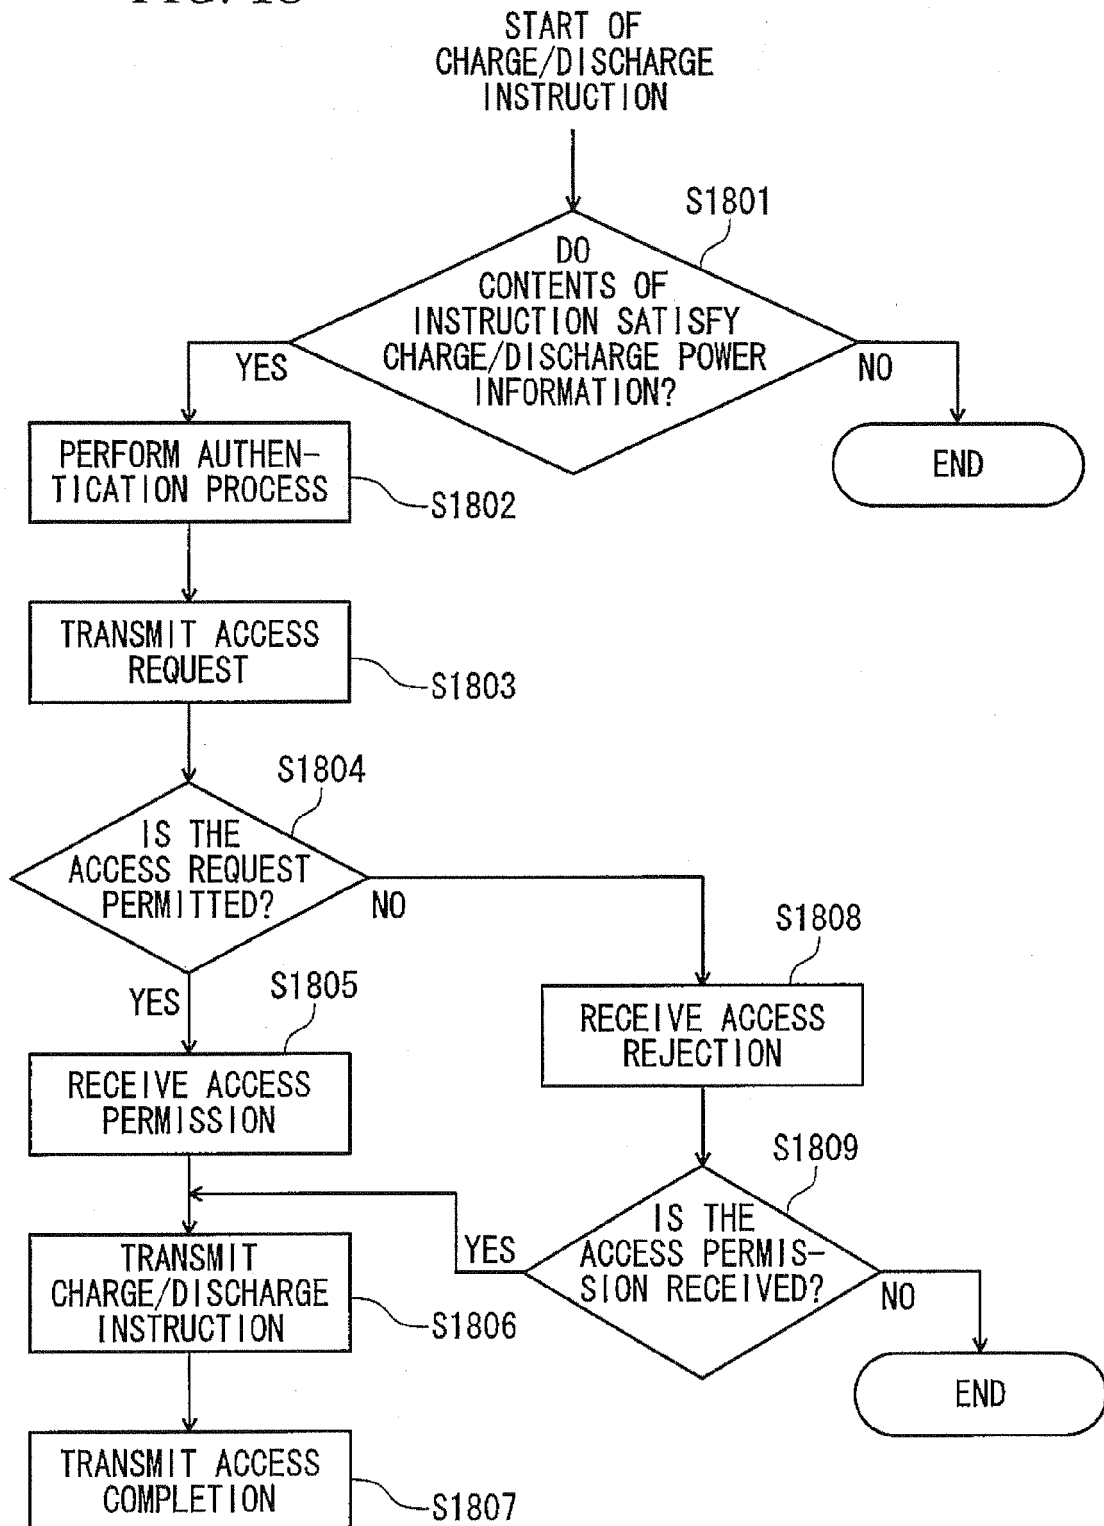 START OF
CHARGE/DISCHARGE
INSTRUCTION
S1801
DO
CONTENTS OF
INSTRUCTION SATISFY
CHARGE/DISCHARGE POWER
INFORMATION?
YES
NO
PERFORM AUTHEN-
TICATION PROCESS
S1802
END
TRANSMIT ACCESS
REQUEST
S1803
S1804
IS THE
ACCESS REQUEST
PERMITTED?
NO
YES
S1805
S1808
RECEIVE ACCESS
REJECTION
RECEIVE ACCESS
PERMISSION
S1809
IS THE
ACCESS PERMIS-
SION RECEIVED?
YES
NO
TRANSMIT
CHARGE/DISCHARGE
INSTRUCTION
S1806
END
TRANSMIT ACCESS
COMPLETION
S1807